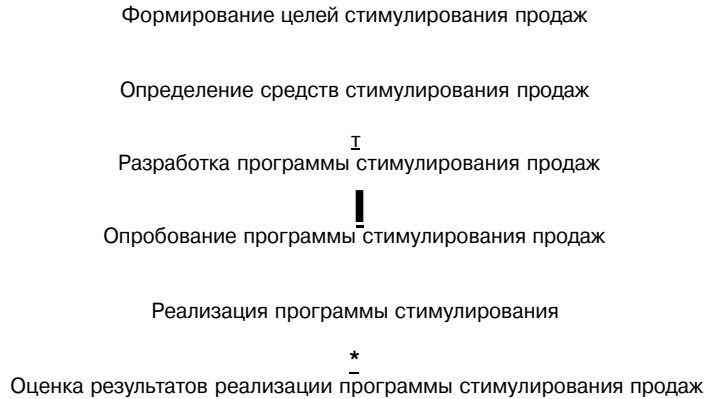 Формирование целей стимулирования продаж
Определение средств стимулирования продаж
т
Разработка программы стимулирования продаж
Опробование программы стимулирования продаж
Реализация программы стимулирования
*
Оценка результатов реализации программы стимулирования продаж